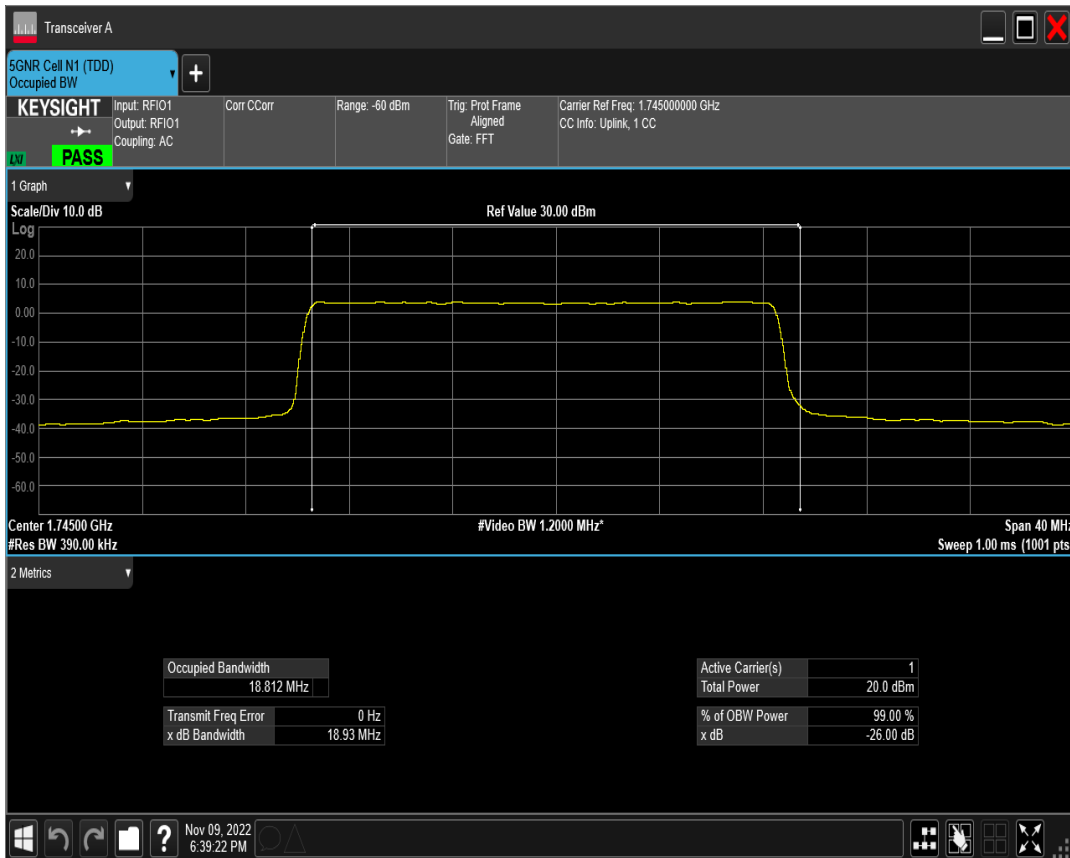 Transceiver A
5GNR Cell N1 (TDD)
Occupied BW
+
KEYSIGHT
LXI
PASS
Input: RFIO1
Output: RFIO1
Coupling: AC
Corr CCorr
Range: -60 dBm
Trig: Prot Frame
Aligned
Gate: FFT
Carrier Ref Freq: 1.745000000 GHz
CC Info: Uplink, 1 CC
1 Graph
Scale/Div 10.0 dB
Ref Value 30.00 dBm
Log
20.0
10.0
0.00
-10.0
-20.0
-30.0
-40.0
-50.0
-60.0
Center 1.74500 GHz
#Video BW 1.2000 MHz*
Span 40 MHz
#Res BW 390.00 kHz
Sweep 1.00 ms (1001 pts
2 Metrics
Occupied Bandwidth
18.812 MHz
Transmit Freq Error 0 Hz
x dB Bandwidth 18.93 MHz
Active Carrier(s) 1
Total Power 20.0 dBm
% of OBW Power 99.00 %
x dB -26.00 dB
?
Nov 09, 2022
6:39:22 PM